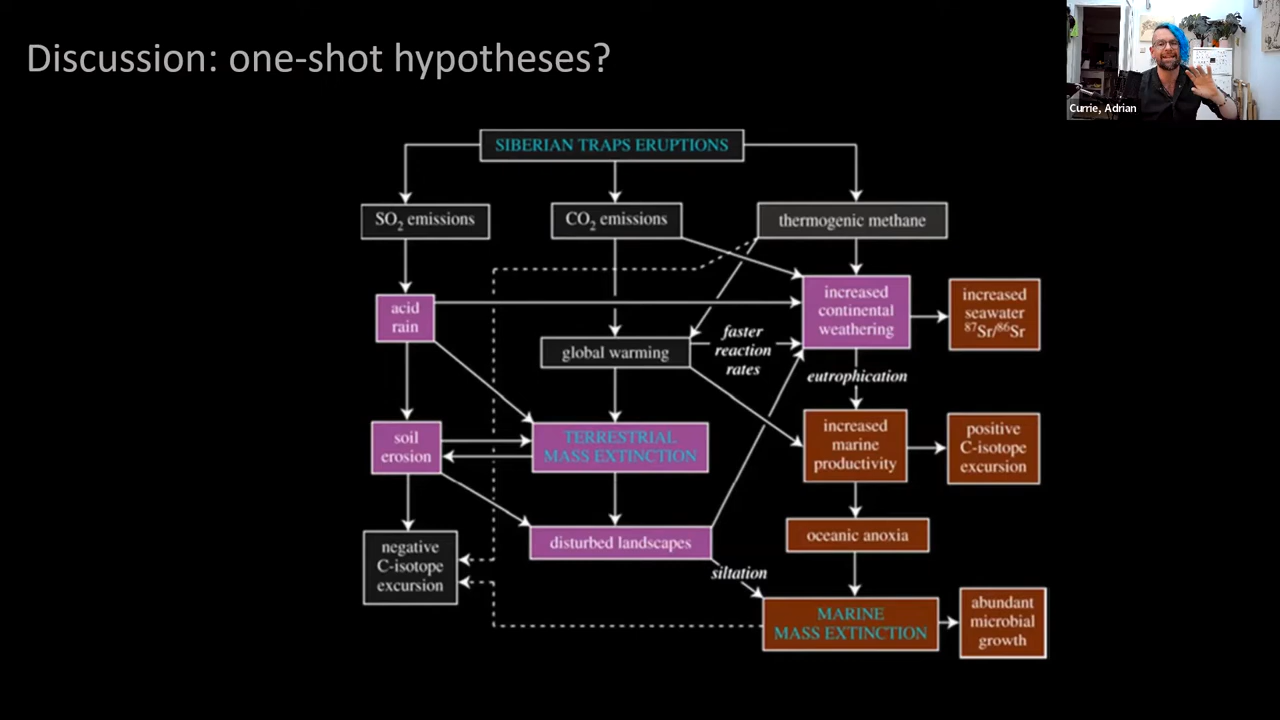 Discussion: one-shot hypotheses?
Currie, Adrian
SIBERIAN TRAPS ERUPTIONS
SO₂ emissions
CO₂ emissions
thermogenic methane
acid
rain
increased
continental
weathering
increased
seawater
⁸⁷Sr/⁸⁶Sr
global warming
faster
reaction
rates
eutrophication
soil
erosion
TERRESTRIAL
MASS EXTINCTION
increased
marine
productivity
positive
C-isotope
excursion
disturbed landscapes
oceanic anoxia
negative
C-isotope
excursion
siltation
MARINE
MASS EXTINCTION
abundant
microbial
growth